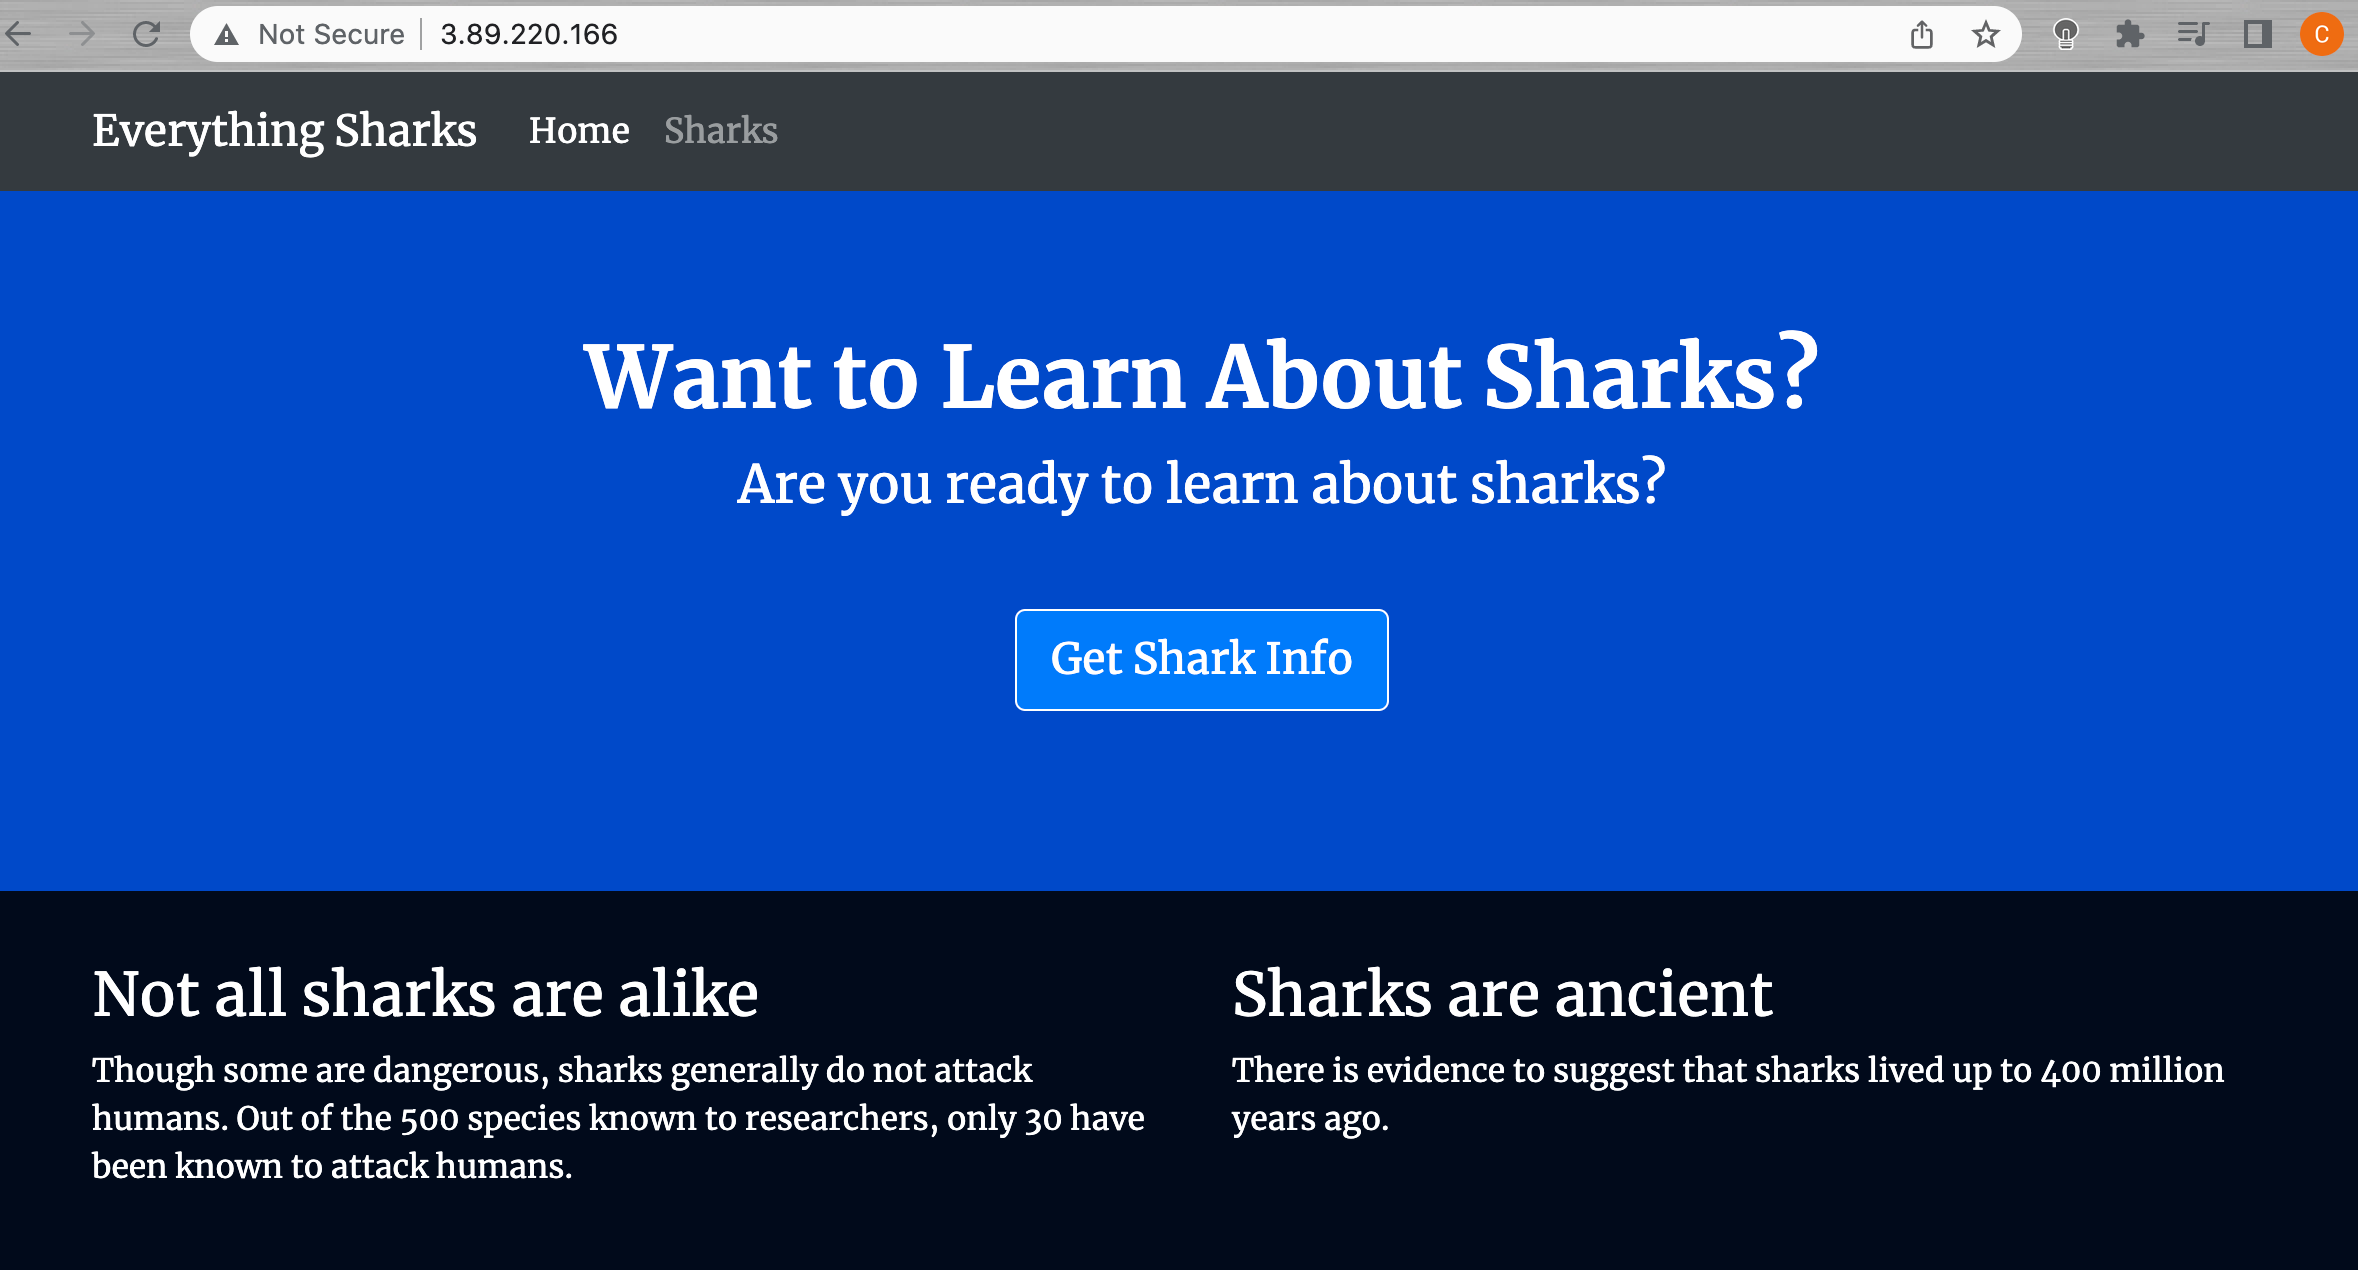 Not Secure | 3.89.220.166
C
Everything Sharks Home Sharks
Want to Learn About Sharks?
Are you ready to learn about sharks?
Get Shark Info
Not all sharks are alike
Though some are dangerous, sharks generally do not attack
humans. Out of the 500 species known to researchers, only 30 have
been known to attack humans.
Sharks are ancient
There is evidence to suggest that sharks lived up to 400 million
years ago.